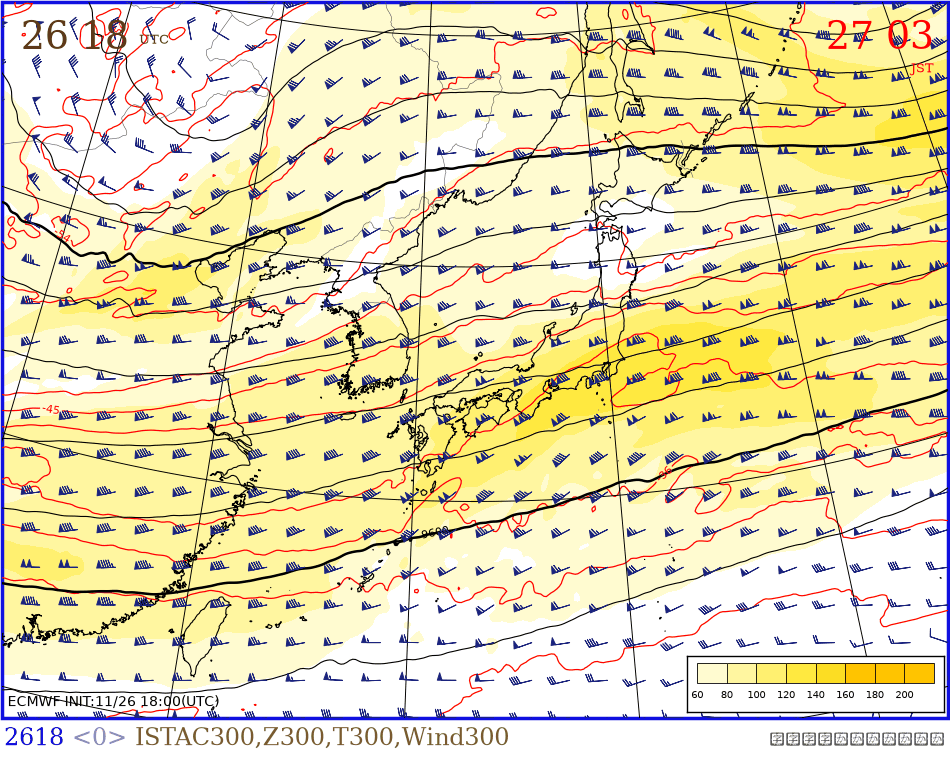 26 18 UTC
27 03
JST
-45
9600
-36
60 80 100 120 140 160 180 200
ECMWF INIT:11/26 18:00(UTC)
2618 <0> ISTAC300,Z300,T300,Wind300